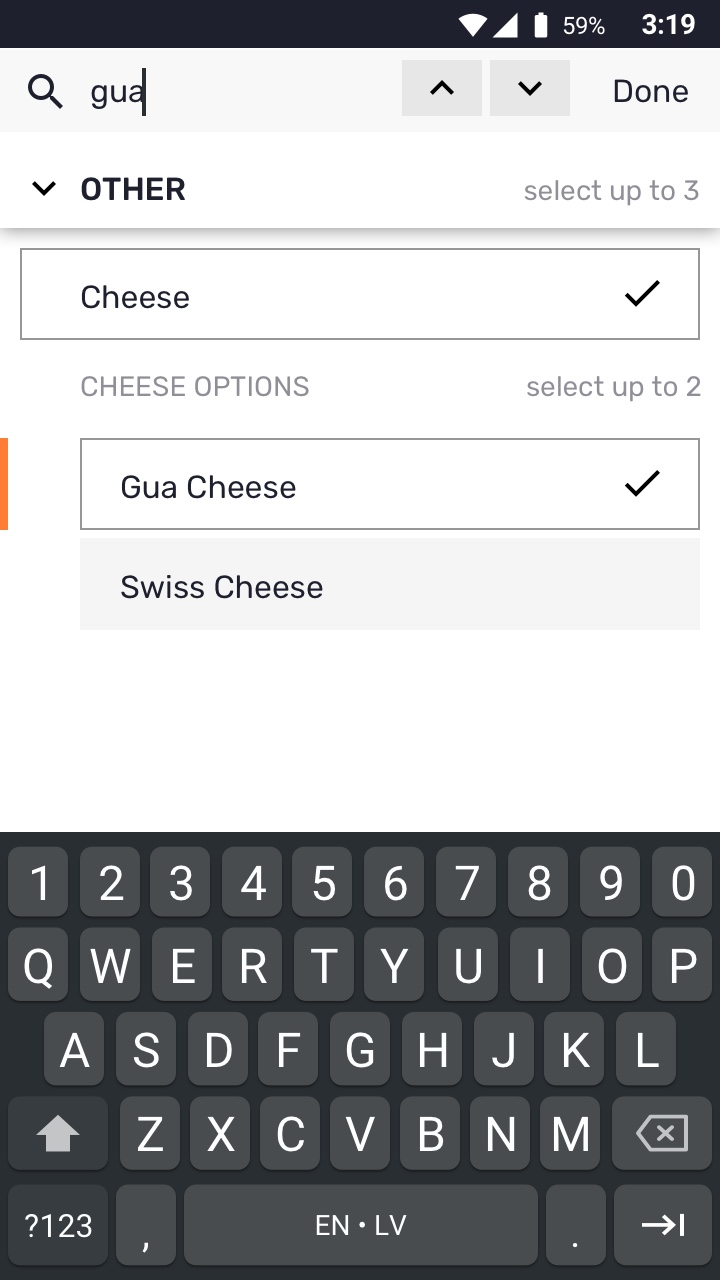 59% 3:19
gua Done
OTHER select up to 3
Cheese
CHEESE OPTIONS select up to 2
Gua Cheese
Swiss Cheese
1 2 3 4 5 6 7 8 9 0
Q W E R T Y U I O P
A S D F G H J K L
Z X C V B N M
?123 , EN • LV .